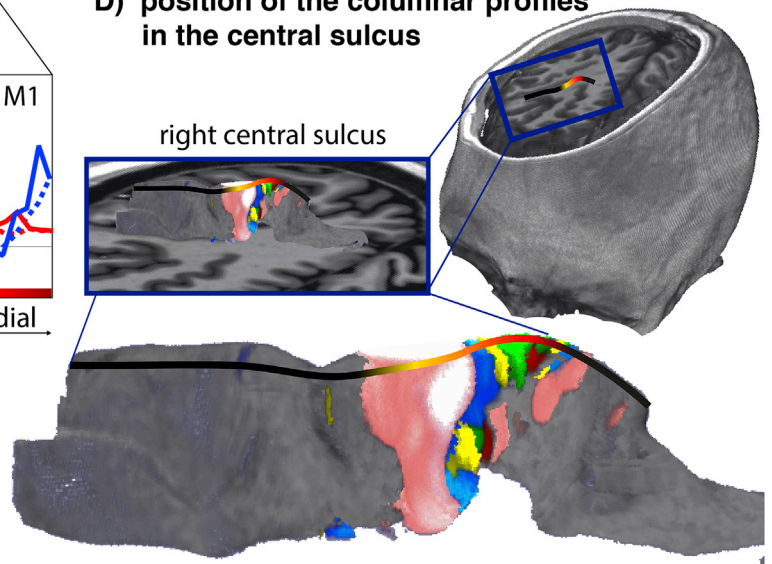 D) position of the columnar profiles
in the central sulcus
M1
right central sulcus
dial